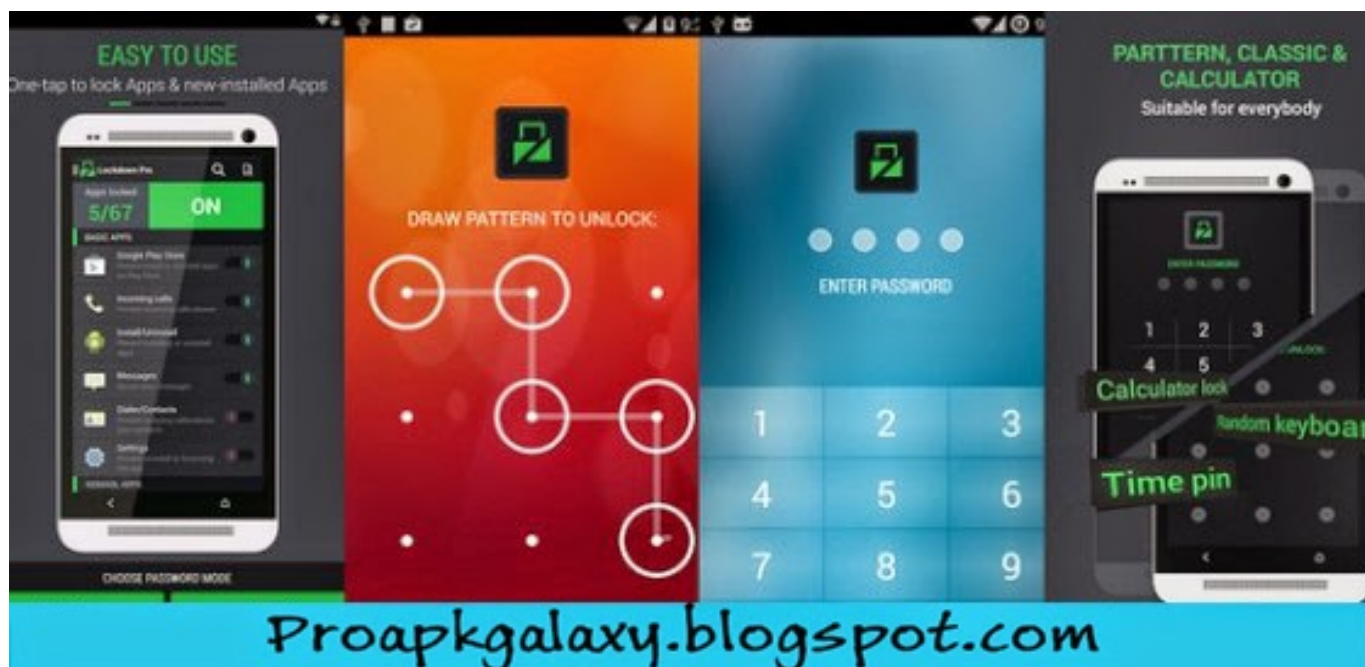 EASY TO USE
One-tap to lock Apps & new-installed Apps
Lockdown Pro
Apps locked
5/67
ON
BASIC APPS
Google Play Store
Incoming calls
Install/Uninstall
Messages
Dialer/Contacts
Settings
CHOOSE PASSWORD MODE
DRAW PATTERN TO UNLOCK:
ENTER PASSWORD
1 2 3
4 5 6
7 8 9
PARTTERN, CLASSIC &
CALCULATOR
Suitable for everybody
ENTER PASSWORD
1 2 3
4 5
UNLOCK:
Calculator lock
Random keyboar
Time pin
Proapkgalaxy.blogspot.com